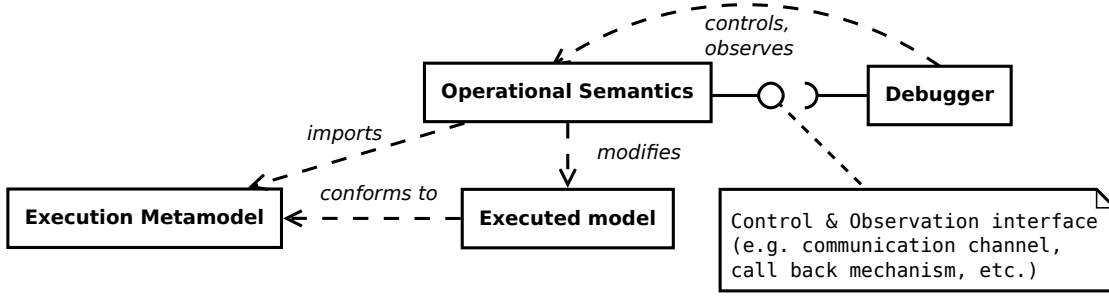 controls,
observes
Operational Semantics
Debugger
imports
modifies
conforms to
Execution Metamodel
Executed model
Control & Observation interface
(e.g. communication channel,
call back mechanism, etc.)